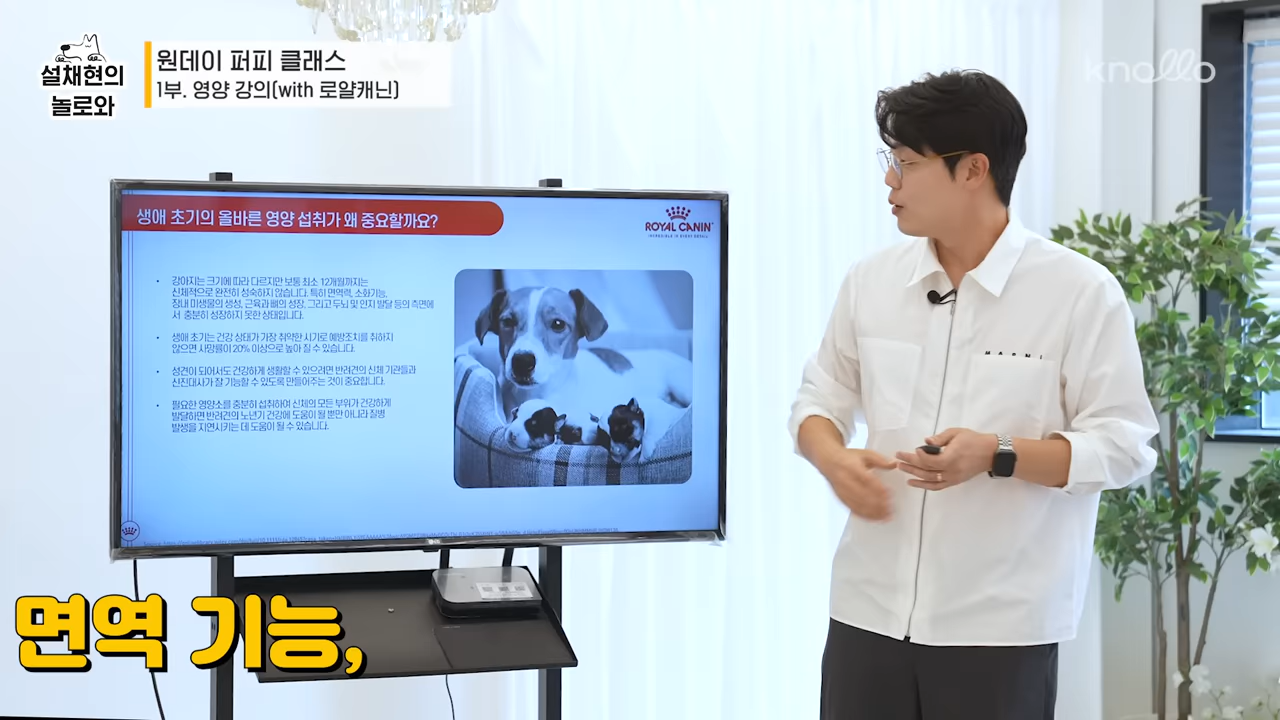 설채현의
놀로와
원데이 퍼피 클래스
1부. 영양 강의(with 로얄캐닌)
knollo
생애 초기의 올바른 영양 섭취가 왜 중요할까요?
ROYAL CANIN
INCREDIBLE IN EVERY DETAIL
• 강아지는 크기에 따라 다르지만 보통 최소 12개월까지는
신체적으로 완전히 성숙하지 않습니다. 특히 면역력, 소화기능,
장내 미생물의 생성, 근육과 뼈의 성장, 그리고 두뇌 및 인지 발달 등의 측면에
서 충분히 성장하지 못한 상태입니다.
• 생애 초기는 건강 상태가 가장 취약한 시기로 예방조치를 취하지
않으면 사망률이 20% 이상으로 높아 질 수 있습니다.
• 성견이 되어서도 건강하게 생활할 수 있으려면 반려견의 신체 기관들과
신진대사가 잘 기능할 수 있도록 만들어주는 것이 중요합니다.
• 필요한 영양소를 충분히 섭취하여 신체의 모든 부위가 건강하게
발달하면 반려견의 노년기 건강에 도움이 될 뿐만 아니라 질병
발생을 지연시키는 데 도움이 될 수 있습니다.
MARNI
면역 기능,